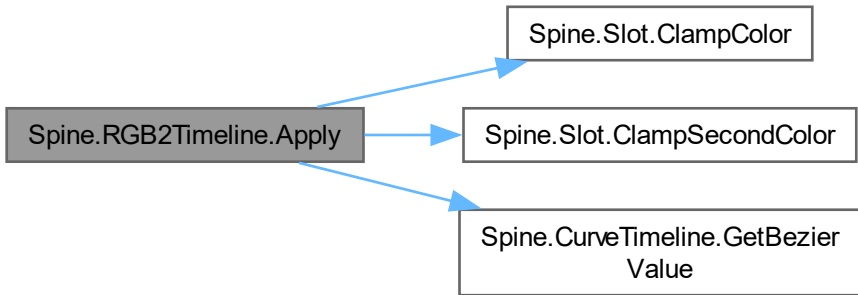 Spine.Slot.ClampColor
Spine.RGB2Timeline.Apply
Spine.Slot.ClampSecondColor
Spine.CurveTimeline.GetBezier
Value